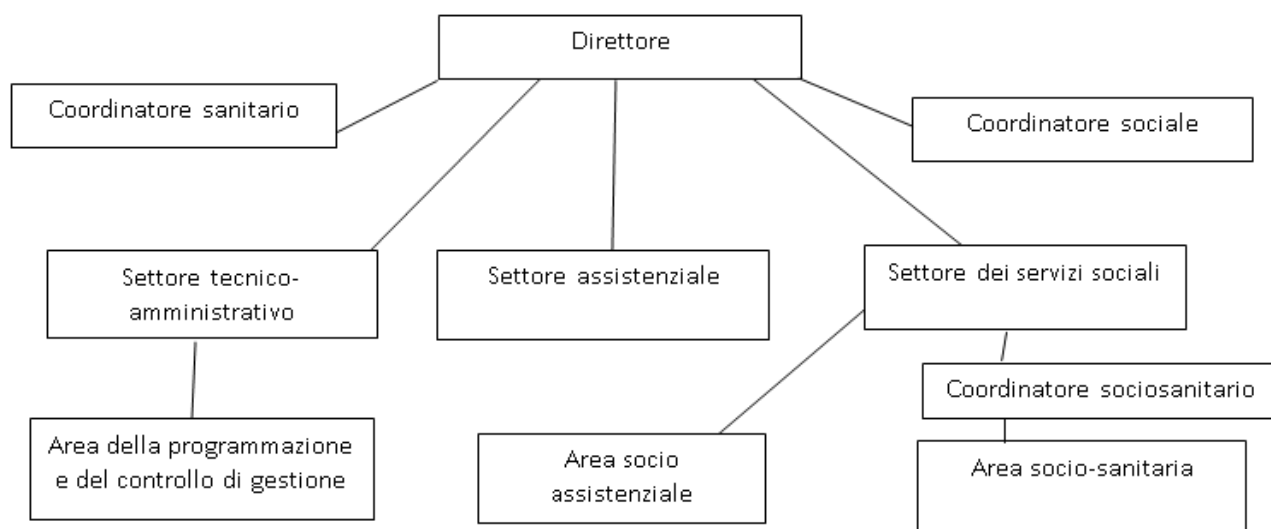 Direttore
Coordinatore sanitario
Coordinatore sociale
Settore tecnico-
amministrativo
Settore assistenziale
Settore dei servizi sociali
Coordinatore sociosanitario
Area della programmazione
e del controllo di gestione
Area socio
assistenziale
Area socio-sanitaria